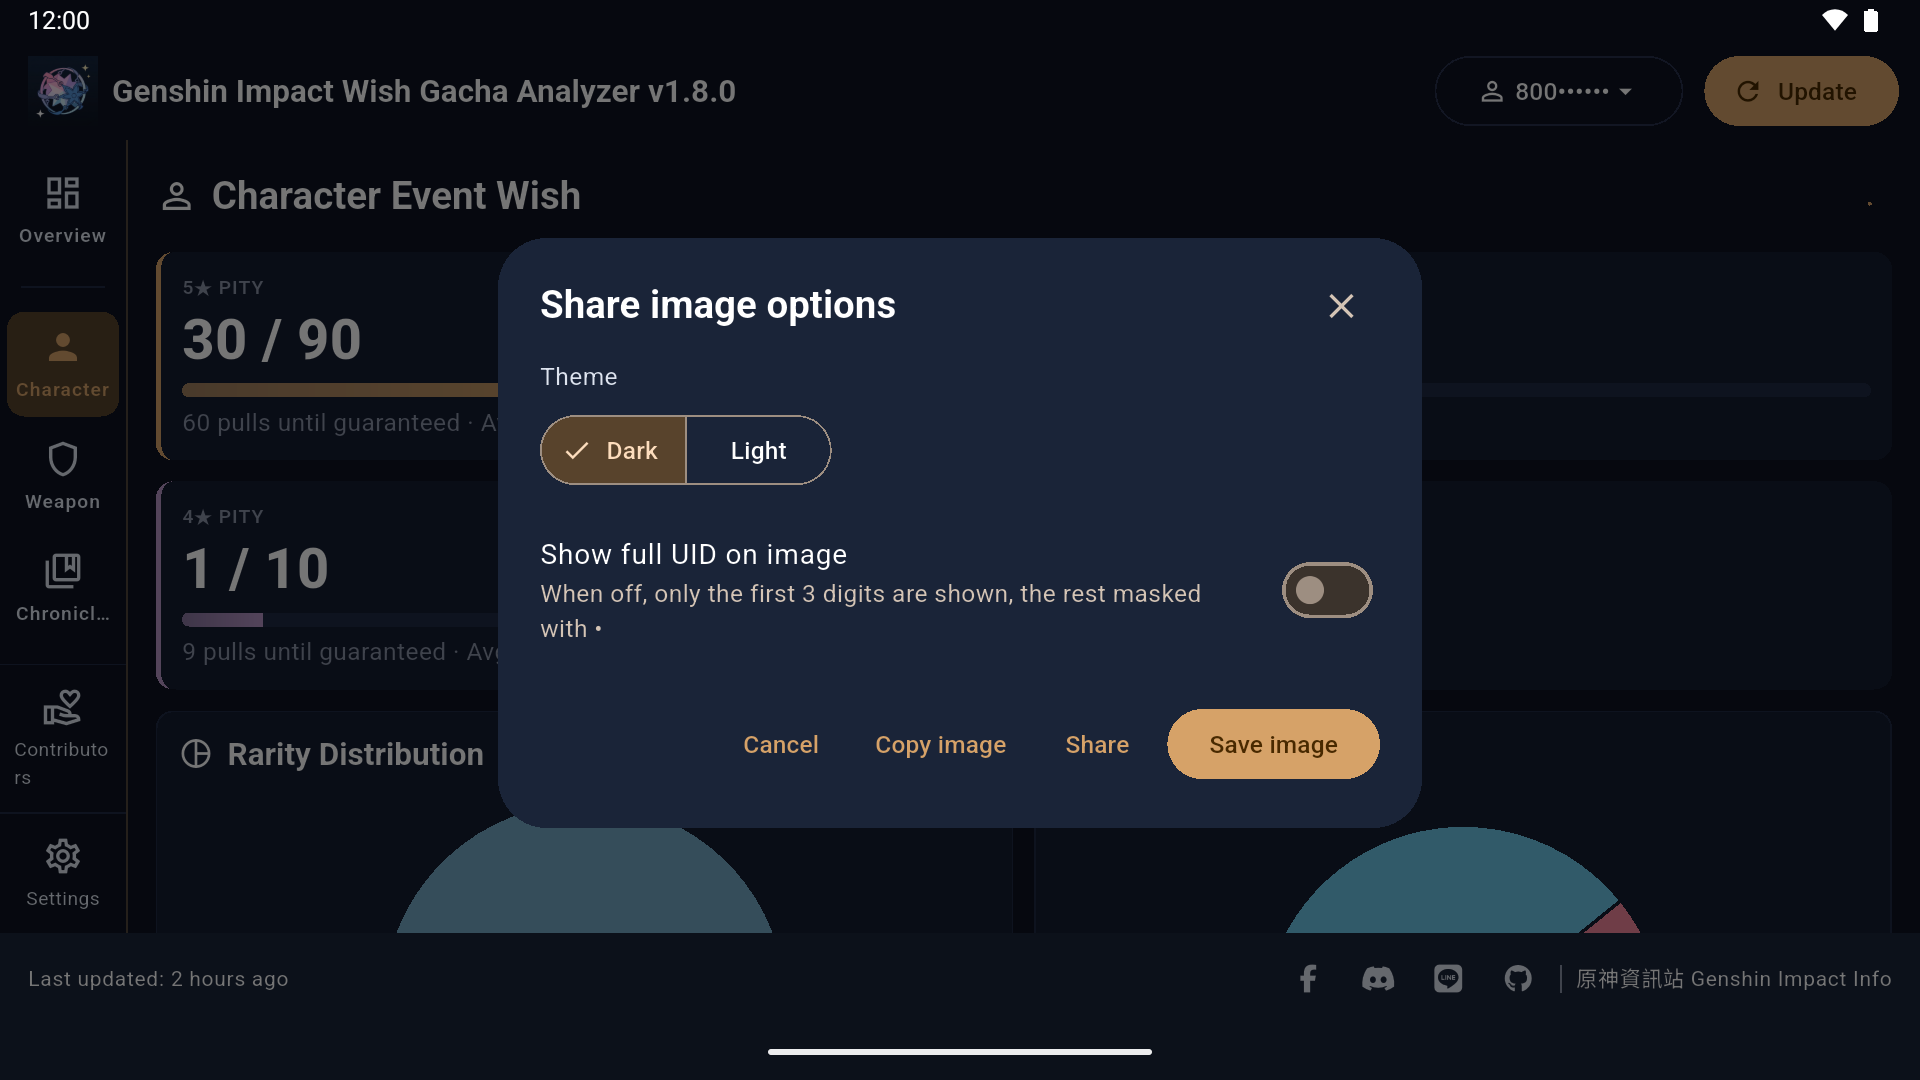 12:00
Genshin Impact Wish Gacha Analyzer v1.8.0
800••••••
Update
Overview
Character
Weapon
Chronicl…
Contributo
rs
Settings
Character Event Wish
5★ PITY
30 / 90
60 pulls until guaranteed ·
4★ PITY
1 / 10
9 pulls until guaranteed ·
Rarity Distribution
Share image options
Theme
Dark
Light
Show full UID on image
When off, only the first 3 digits are shown, the rest masked
with •
Cancel
Copy image
Share
Save image
Last updated: 2 hours ago
LINE
原神資訊站 Genshin Impact Info